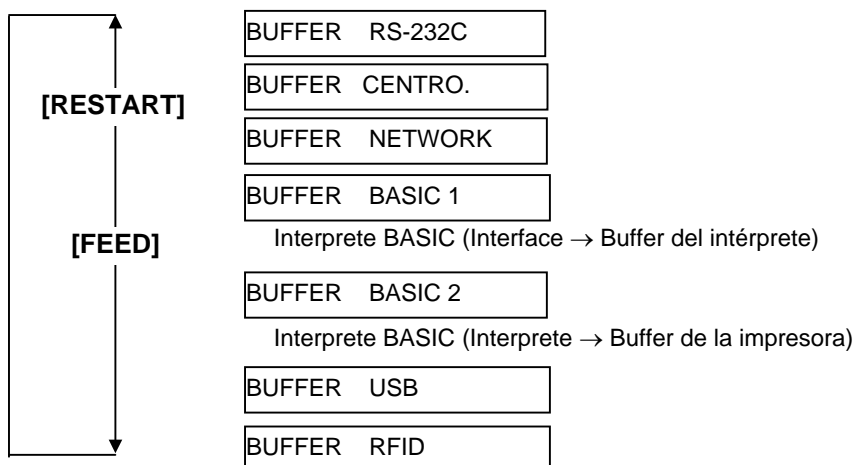 BUFFER RS-232C
BUFFER CENTRO.
[RESTART]
BUFFER NETWORK
BUFFER BASIC 1
[FEED]
Interprete BASIC (Interface → Buffer del intérprete)
BUFFER BASIC 2
Interprete BASIC (Interprete → Buffer de la impresora)
BUFFER USB
BUFFER RFID